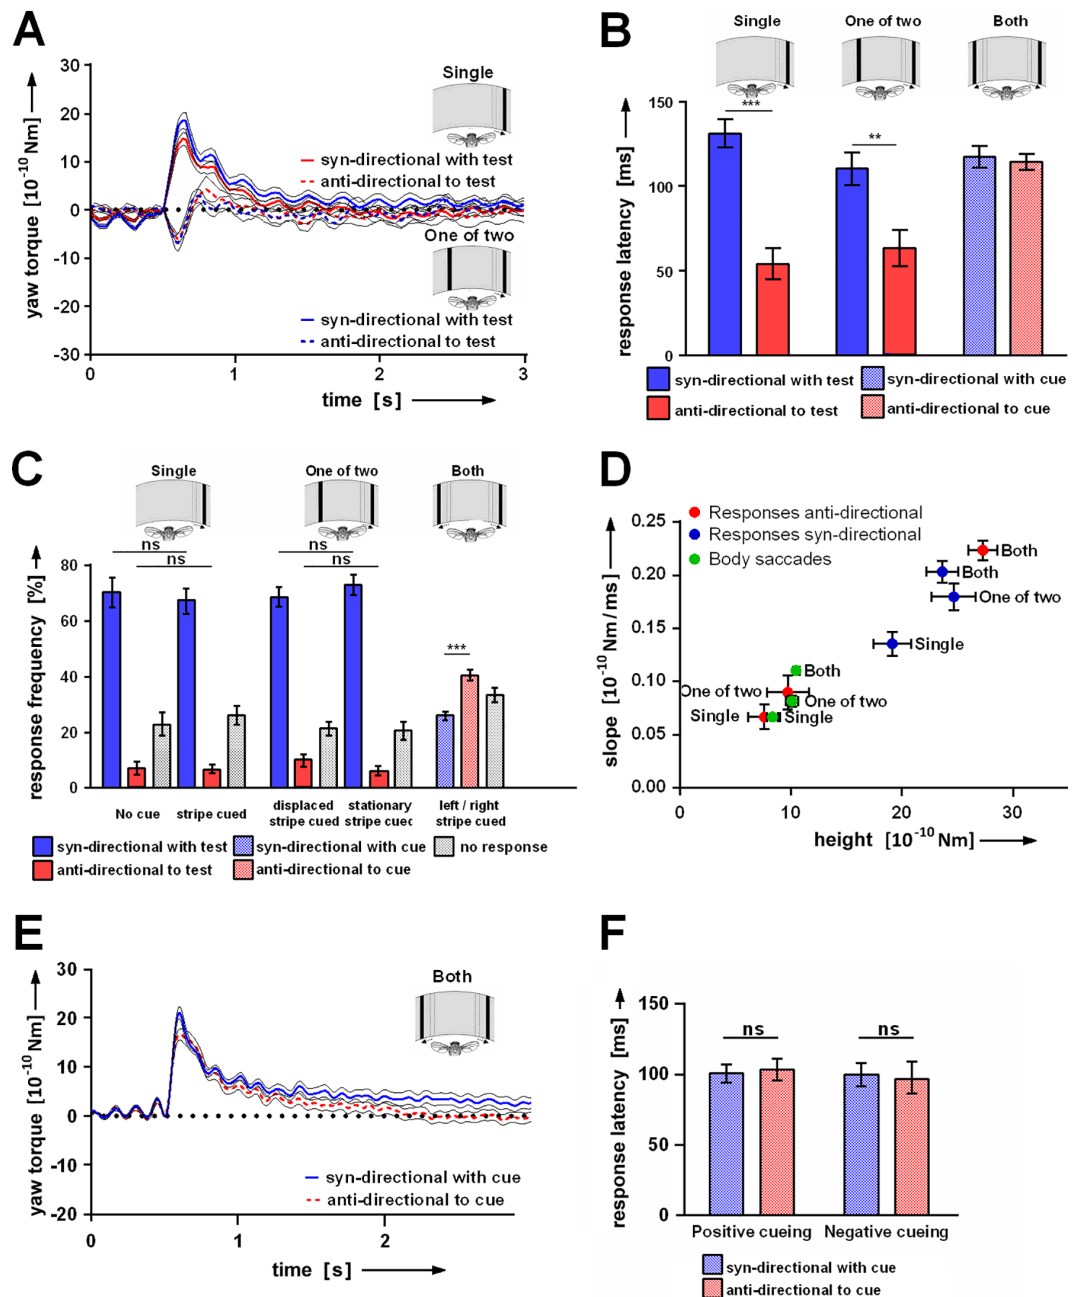 A
yaw torque [10⁻¹⁰ Nm]
30
20
10
0
-10
-20
-30
Single
syn-directional with test
anti-directional to test
One of two
syn-directional with test
anti-directional to test
0 1 2 3
time [s]
B
Single One of two Both
response latency [ms]
150
100
50
0
*** **
syn-directional with test
anti-directional to test
syn-directional with cue
anti-directional to cue
C
Single One of two Both
response frequency [%]
80
60
40
20
0
ns ns
ns ns
***
No cue stripe cued displaced stripe cued stationary stripe cued left / right stripe cued
syn-directional with test
anti-directional to test
syn-directional with cue
anti-directional to cue
no response
D
slope [10⁻¹⁰ Nm / ms]
0.25
0.20
0.15
0.10
0.05
0.00
Responses anti-directional
Responses syn-directional
Body saccades
Both
Both
One of two
Single
Both
One of two One of two
Single Single
0 10 20 30
height [10⁻¹⁰ Nm]
E
yaw torque [10⁻¹⁰ Nm]
30
20
10
0
-10
-20
Both
syn-directional with cue
anti-directional to cue
0 1 2
time [s]
F
response latency [ms]
150
100
50
0
ns ns
Positive cueing Negative cueing
syn-directional with cue
anti-directional to cue